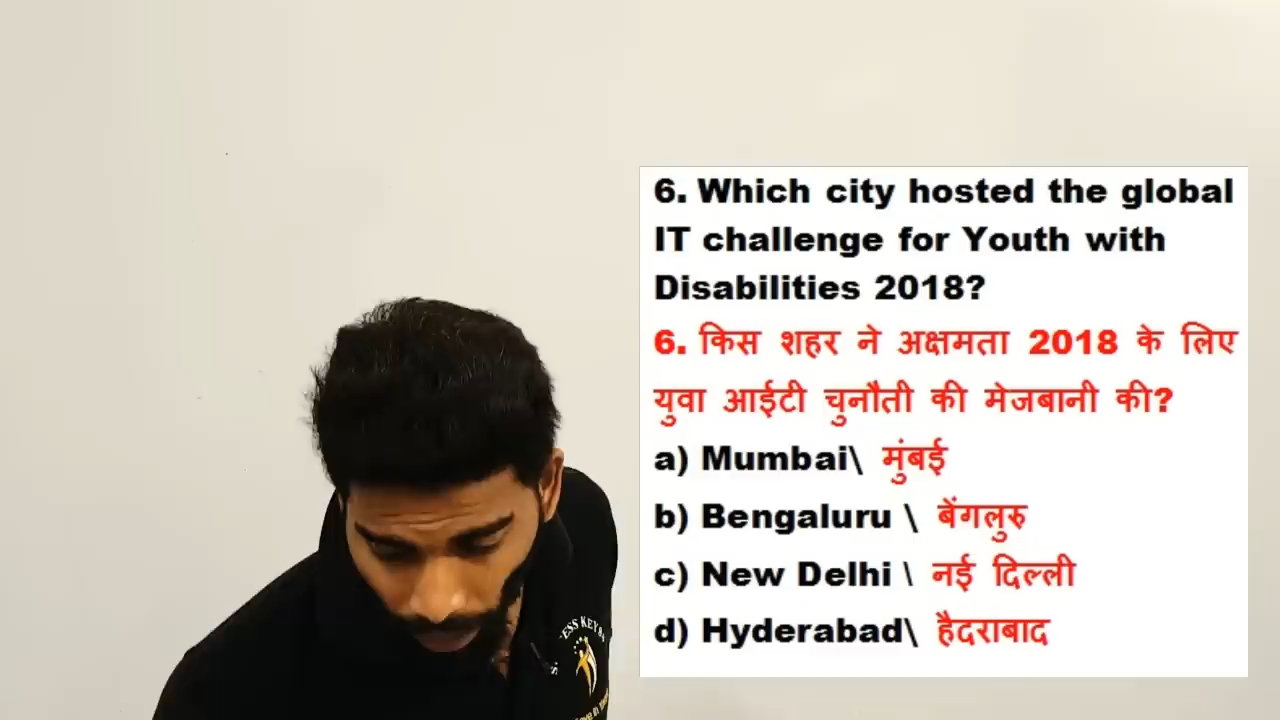 6. Which city hosted the global
IT challenge for Youth with
Disabilities 2018?
6. किस शहर ने अक्षमता 2018 के लिए
युवा आईटी चुनौती की मेजबानी की?
a) Mumbai\ मुंबई
b) Bengaluru \ बेंगलुरु
c) New Delhi \ नई दिल्ली
d) Hyderabad\ हैदराबाद